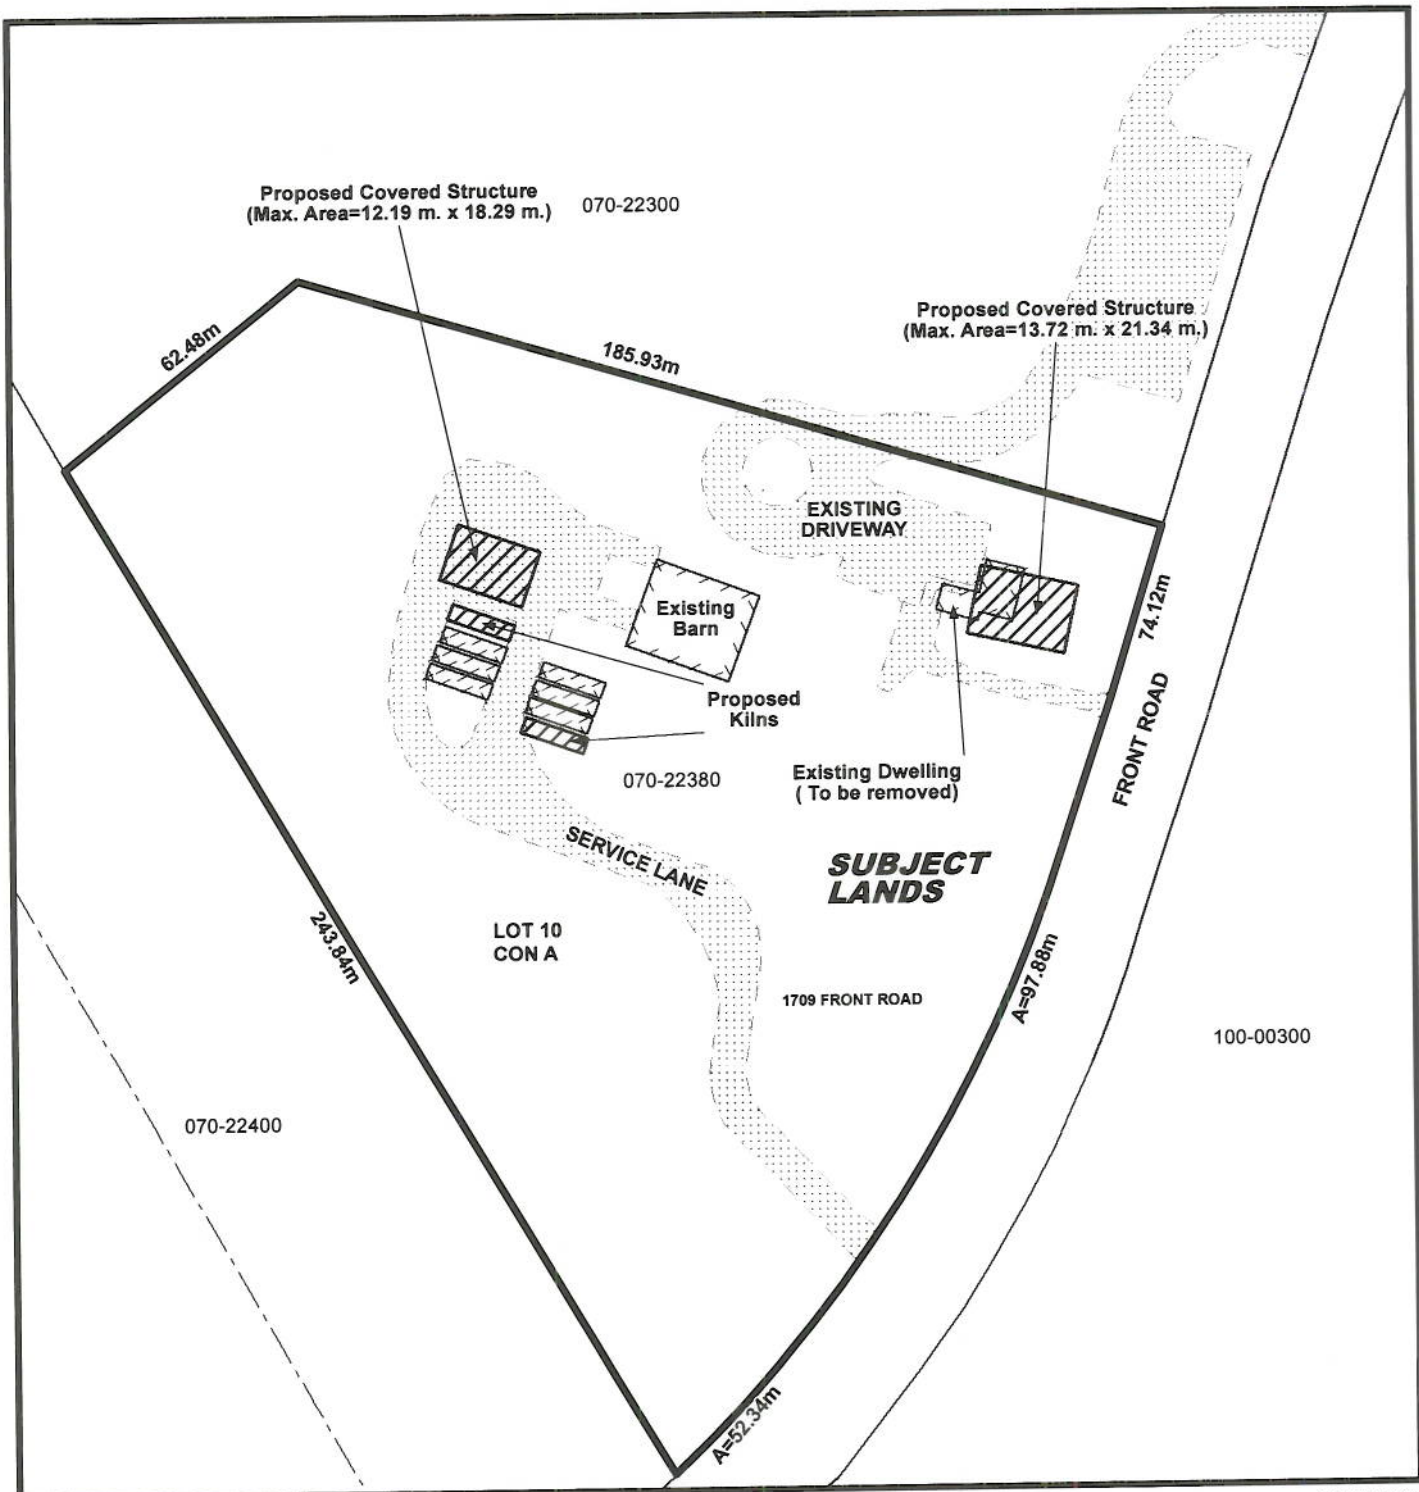 Proposed Covered Structure
(Max. Area=12.19 m. x 18.29 m.)
070-22300
Proposed Covered Structure
(Max. Area=13.72 m. x 21.34 m.)
62.48m
185.93m
EXISTING
DRIVEWAY
Existing
Barn
74.12m
Proposed
Kilns
FRONT ROAD
Existing Dwelling
( To be removed)
070-22380
SERVICE LANE
SUBJECT
LANDS
243.84m
LOT 10
CON A
A=97.88m
1709 FRONT ROAD
100-00300
070-22400
A=52.34m